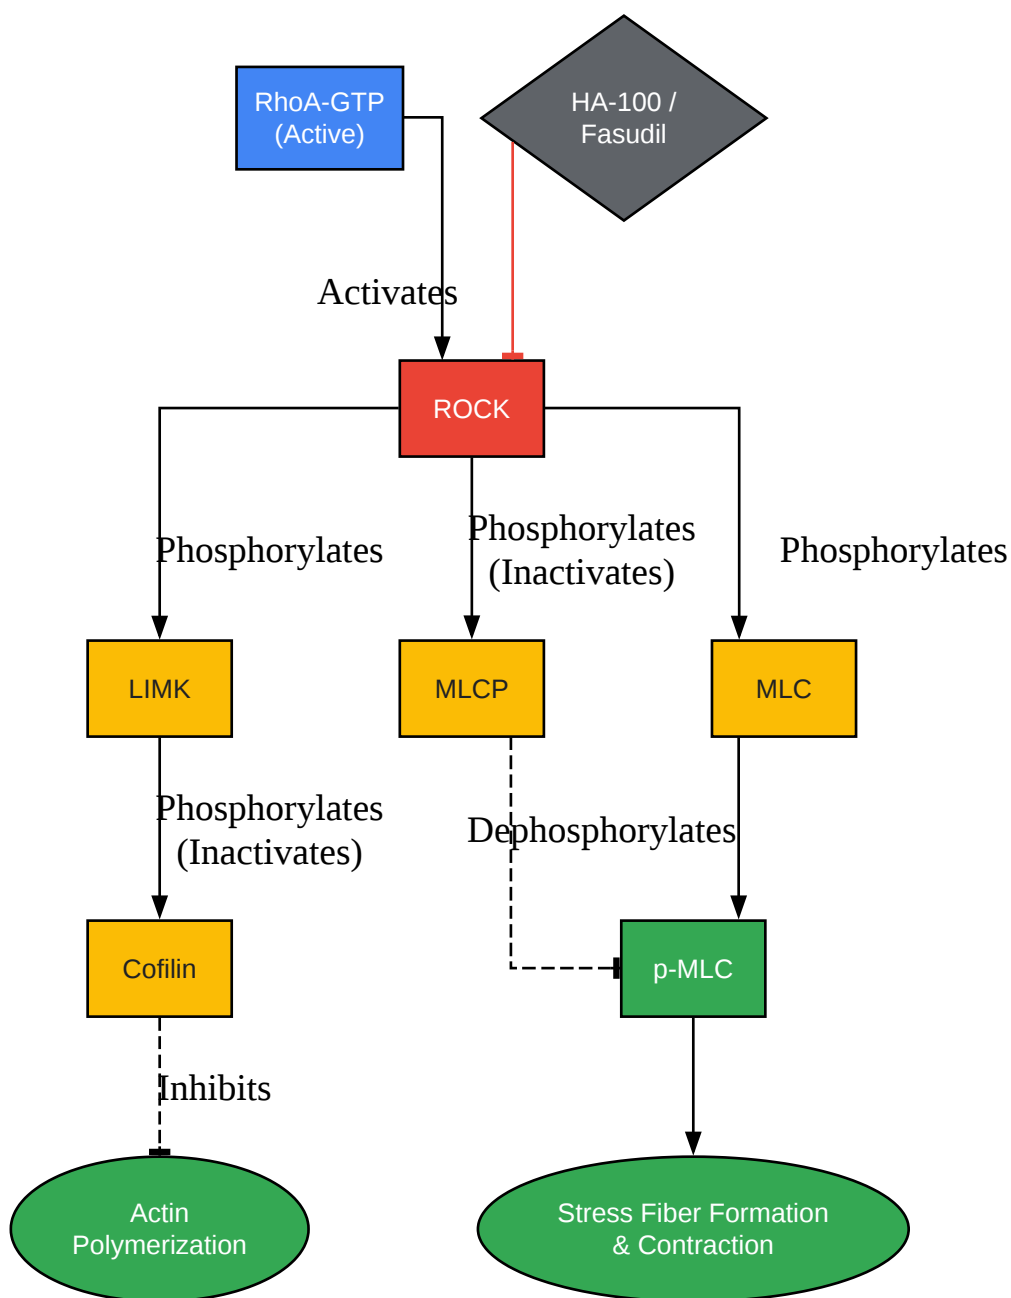 RhoA-GTP
(Active)
HA-100 /
Fasudil
Activates
ROCK
Phosphorylates
Phosphorylates
(Inactivates)
Phosphorylates
LIMK
MLCP
MLC
Phosphorylates
(Inactivates)
Dephosphorylates
Cofilin
p-MLC
Inhibits
Actin
Polymerization
Stress Fiber Formation
& Contraction